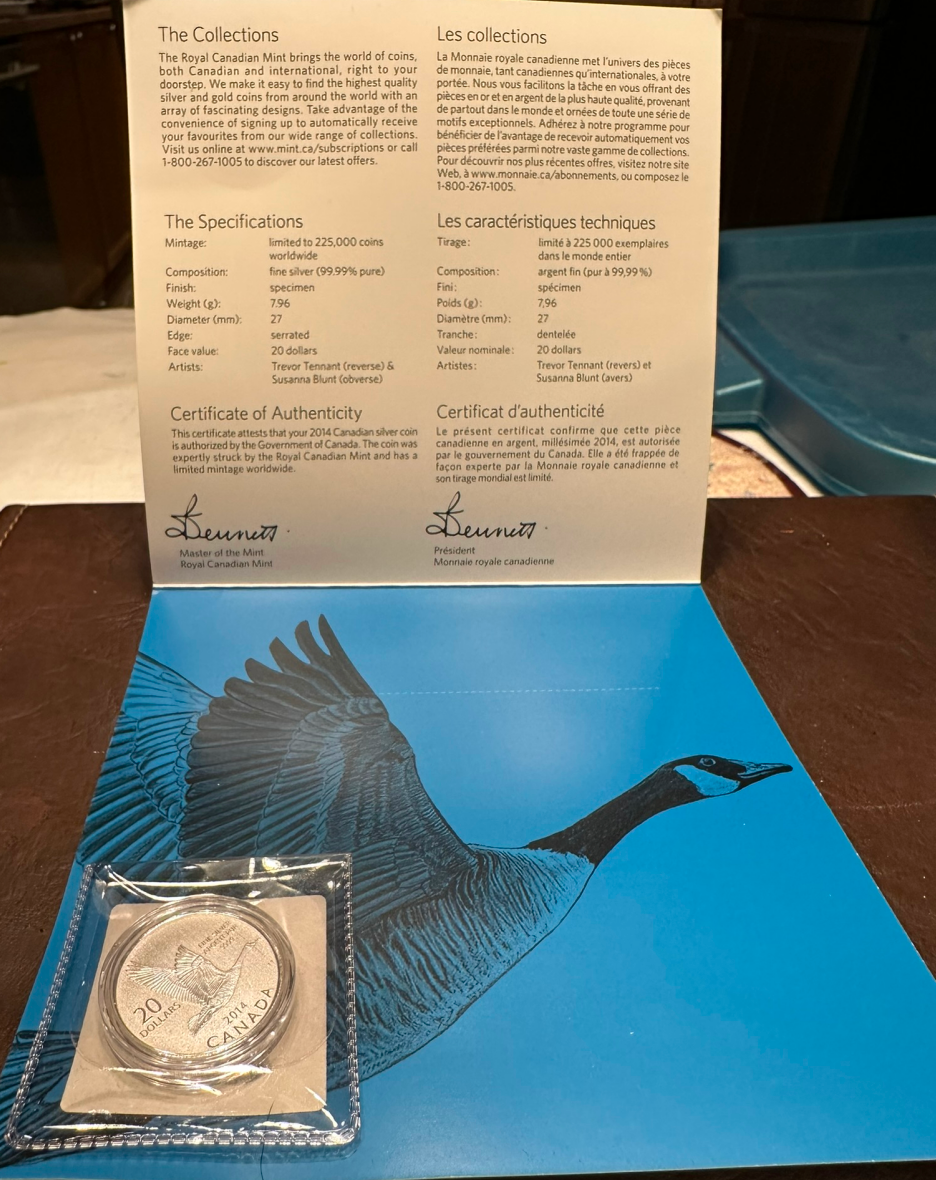 The Collections
The Royal Canadian Mint brings the world of coins,
both Canadian and international, right to your
doorstep. We make it easy to find the highest quality
silver and gold coins from around the world with an
array of fascinating designs. Take advantage of the
convenience of signing up to automatically receive
your favourites from our wide range of collections.
Visit us online at www.mint.ca/subscriptions or call
1-800-267-1005 to discover our latest offers.
The Specifications
Mintage: limited to 225,000 coins
worldwide
Composition: fine silver (99.99% pure)
Finish: specimen
Weight (g): 7.96
Diameter (mm): 27
Edge: serrated
Face value: 20 dollars
Artists: Trevor Tennant (reverse) &
Susanna Blunt (obverse)
Certificate of Authenticity
This certificate attests that your 2014 Canadian silver coin
is authorized by the Government of Canada. The coin was
expertly struck by the Royal Canadian Mint and has a
limited mintage worldwide.
Bennett
Master of the Mint
Royal Canadian Mint
Les collections
La Monnaie royale canadienne met l'univers des pièces
de monnaie, tant canadiennes qu'internationales, à votre
portée. Nous vous facilitons la tâche en vous offrant des
pièces en or et en argent de la plus haute qualité, provenant
de partout dans le monde et ornées de toute une série de
motifs exceptionnels. Adhérez à notre programme pour
bénéficier de l'avantage de recevoir automatiquement vos
pièces préférées parmi notre vaste gamme de collections.
Pour découvrir nos plus récentes offres, visitez notre site
Web, à www.monnaie.ca/abonnements, ou composez le
1-800-267-1005.
Les caractéristiques techniques
Tirage: limité à 225 000 exemplaires
dans le monde entier
Composition: argent fin (pur à 99,99 %)
Fini: spécimen
Poids (g): 7,96
Diamètre (mm): 27
Tranche: dentelée
Valeur nominale: 20 dollars
Artistes: Trevor Tennant (revers) et
Susanna Blunt (avers)
Certificat d'authenticité
Le présent certificat confirme que cette pièce
canadienne en argent, millésimée 2014, est autorisée
par le gouvernement du Canada. Elle a été frappée de
façon experte par la Monnaie royale canadienne et
son tirage mondial est limité.
Bennett
Président
Monnaie royale canadienne
FINE SILVER
ARGENT PUR
9999
20
DOLLARS
2014
CANADA